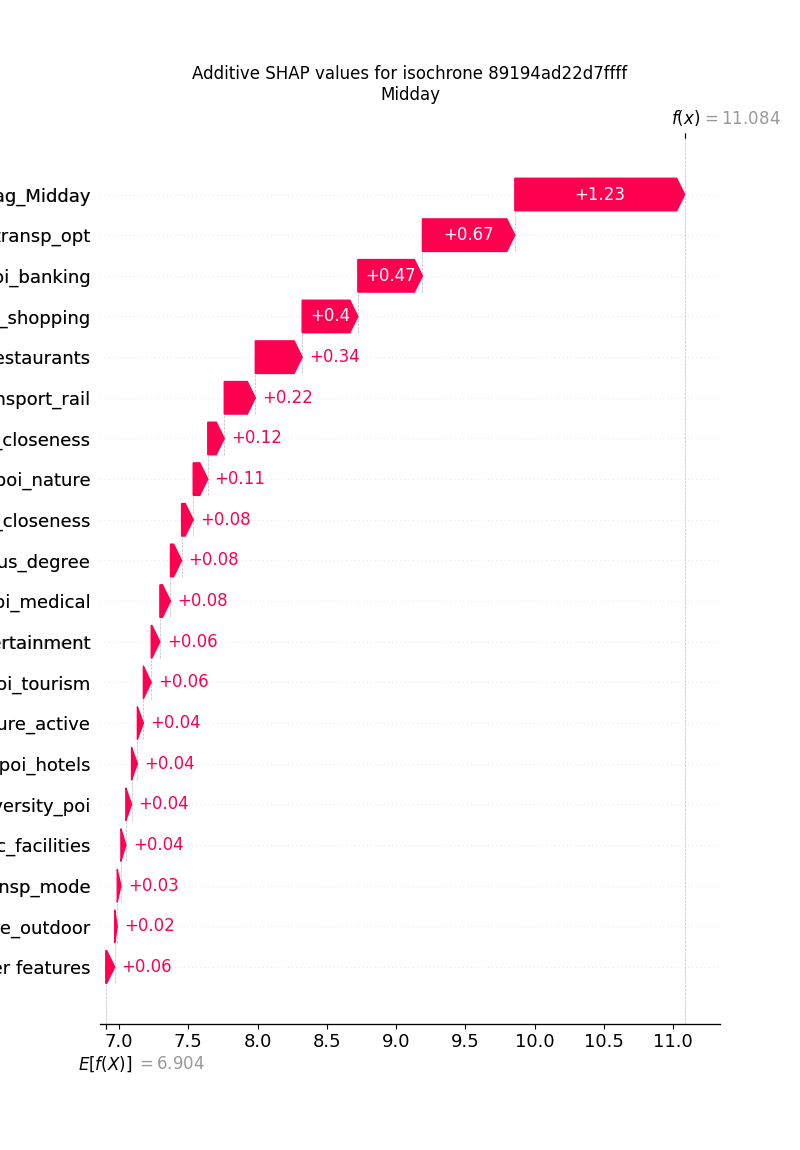 Additive SHAP values for isochrone 89194ad22d7ffff
Midday
f(x) = 11.084
ag_Midday +1.23
transp_opt +0.67
oi_banking +0.47
_shopping +0.4
estaurants +0.34
nsport_rail +0.22
_closeness +0.12
poi_nature +0.11
_closeness +0.08
us_degree +0.08
oi_medical +0.08
ertainment +0.06
oi_tourism +0.06
ure_active +0.04
poi_hotels +0.04
versity_poi +0.04
c_facilities +0.04
nsp_mode +0.03
e_outdoor +0.02
er features +0.06
7.0 7.5 8.0 8.5 9.0 9.5 10.0 10.5 11.0
E[f(X)] = 6.904